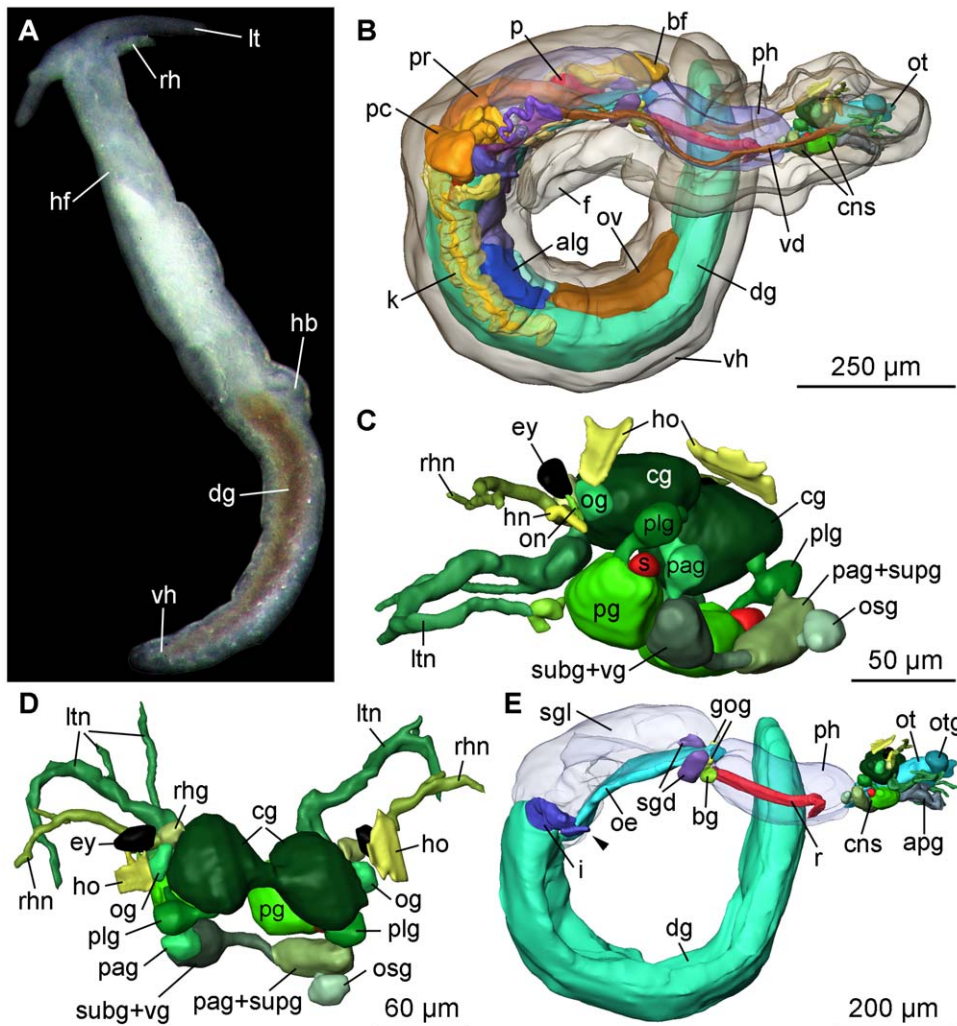 A
lt
rh
hf
hb
dg
vh
B
p
bf
pr
ph
ot
pc
f
ov
alg
cns
vd
k
dg
vh
250 µm
C
ho
ey
rhn
cg
og
cg
hn
on
plg
plg
s
pag
pag+supg
osg
pg
ltn
subg+vg
50 µm
D
ltn
ltn
rhn
rhg
cg
ey
ho
rhn
ho
og
pg
og
plg
plg
pag
osg
subg+vg
pag+supg
60 µm
E
sgl
gog
ot
otg
ph
sgd
oe
bg
r
cns
apg
i
dg
200 µm